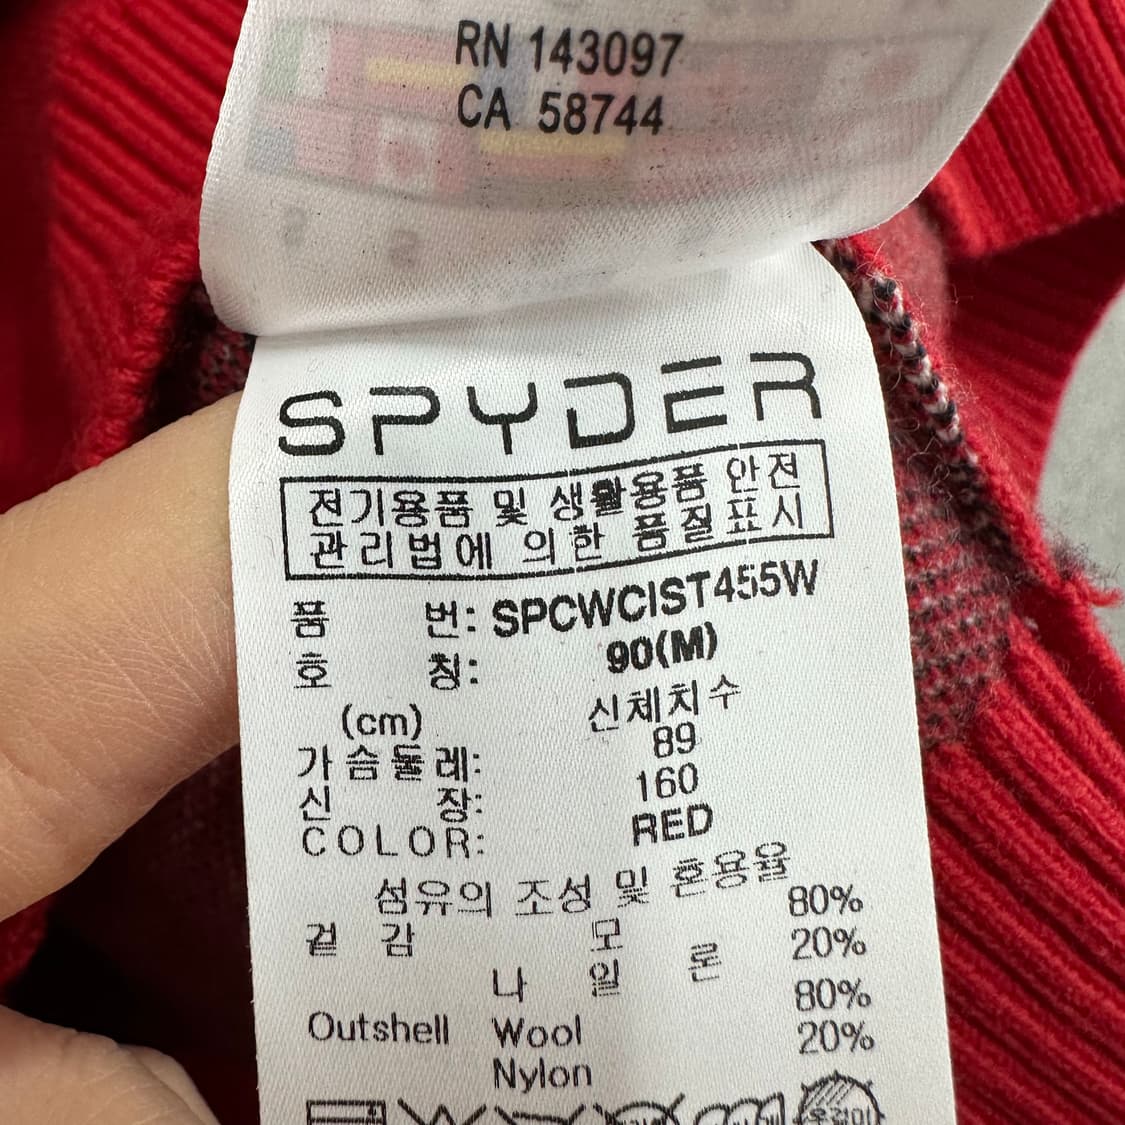 RN 143097
CA 58744
SPYDER
전기용품 및 생활용품 안전
관리법에 의한 품질표시
품 번: SPCWCIST455W
호 칭: 90(M)
(cm) 신체치수
가슴둘레: 89
신 장: 160
COLOR: RED
섬유의 조성 및 혼용율
겉 감 모 80%
나 일 론 20%
Outshell Wool 80%
Nylon 20%